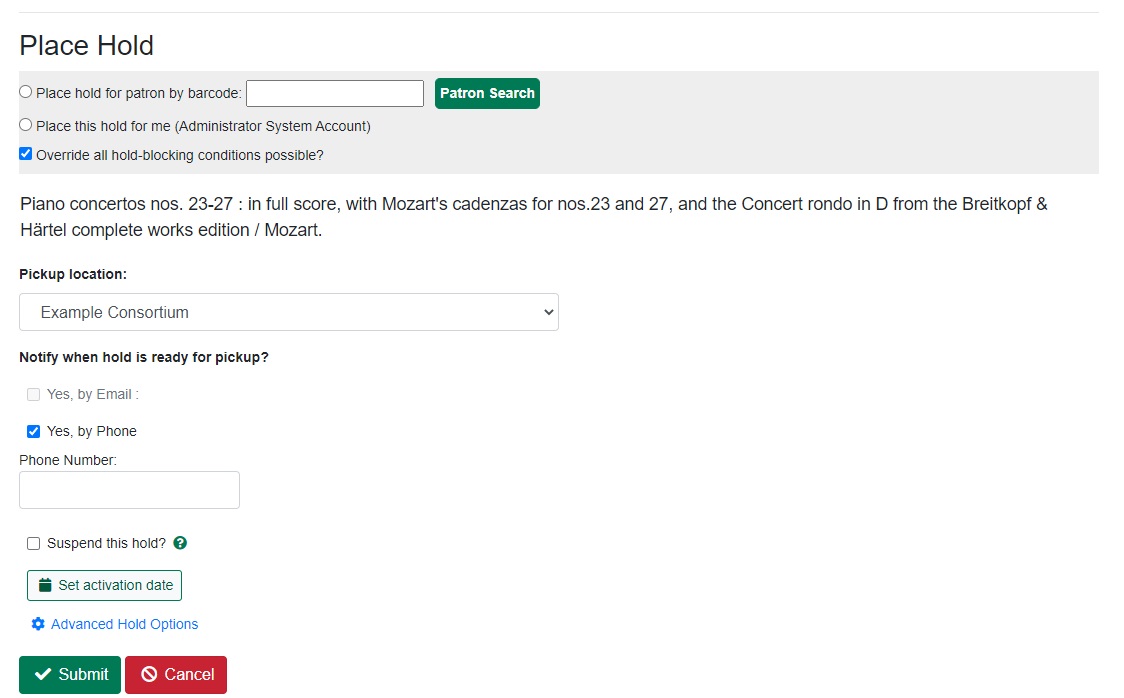 Place Hold
Place hold for patron by barcode: Patron Search
Place this hold for me (Administrator System Account)
Override all hold-blocking conditions possible?
Piano concertos nos. 23-27 : in full score, with Mozart's cadenzas for nos.23 and 27, and the Concert rondo in D from the Breitkopf &
Härtel complete works edition / Mozart.
Pickup location:
Example Consortium
Notify when hold is ready for pickup?
Yes, by Email :
Yes, by Phone
Phone Number:
Suspend this hold? ?
Set activation date
Advanced Hold Options
Submit Cancel